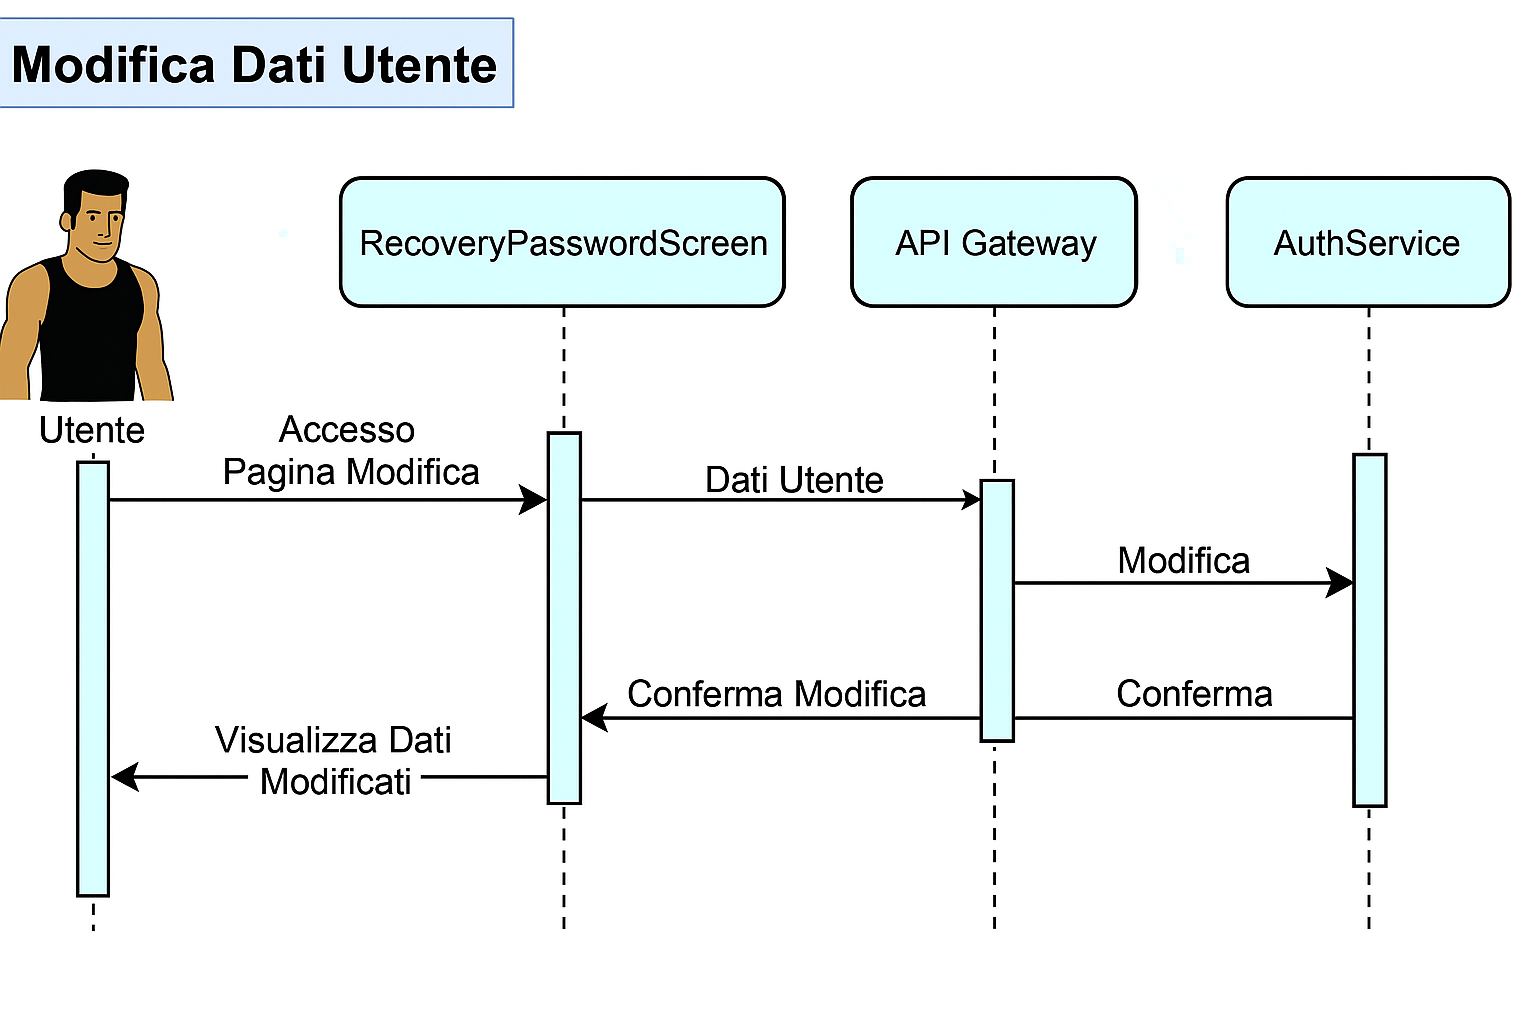 Modifica Dati Utente
RecoveryPasswordScreen
API Gateway
AuthService
Utente
Accesso
Pagina Modifica
Dati Utente
Modifica
Conferma Modifica
Conferma
Visualizza Dati
Modificati